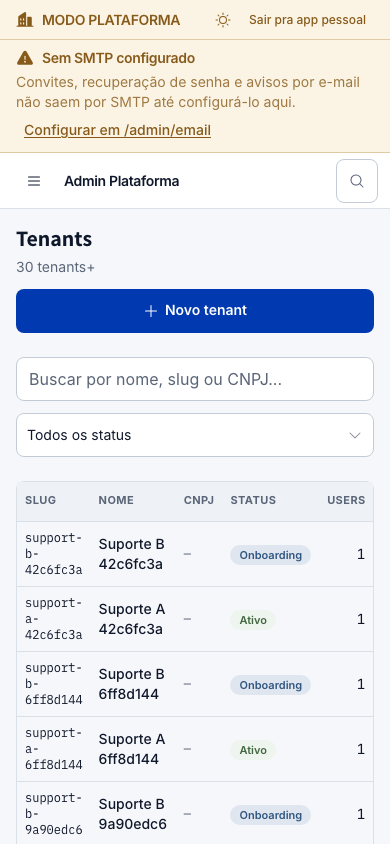 MODO PLATAFORMA
Sair pra app pessoal
Sem SMTP configurado
Convites, recuperação de senha e avisos por e-mail
não saem por SMTP até configurá-lo aqui.
Configurar em /admin/email
Admin Plataforma
Tenants
30 tenants+
Novo tenant
Buscar por nome, slug ou CNPJ...
Todos os status
SLUG NOME CNPJ STATUS USERS
support-
b-
42c6fc3a
Suporte B
42c6fc3a
–
Onboarding
1
support-
a-
42c6fc3a
Suporte A
42c6fc3a
–
Ativo
1
support-
b-
6ff8d144
Suporte B
6ff8d144
–
Onboarding
1
support-
a-
6ff8d144
Suporte A
6ff8d144
–
Ativo
1
support-
b-
9a90edc6
Suporte B
9a90edc6
–
Onboarding
1